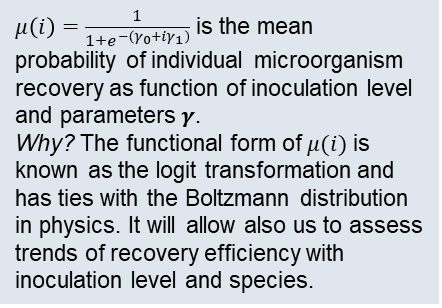 μ(i) = 1/(1+e^−(γ₀+iγ₁)) is the mean
probability of individual microorganism
recovery as function of inoculation level
and parameters γ.
Why? The functional form of μ(i) is
known as the logit transformation and
has ties with the Boltzmann distribution
in physics. It will allow also us to assess
trends of recovery efficiency with
inoculation level and species.